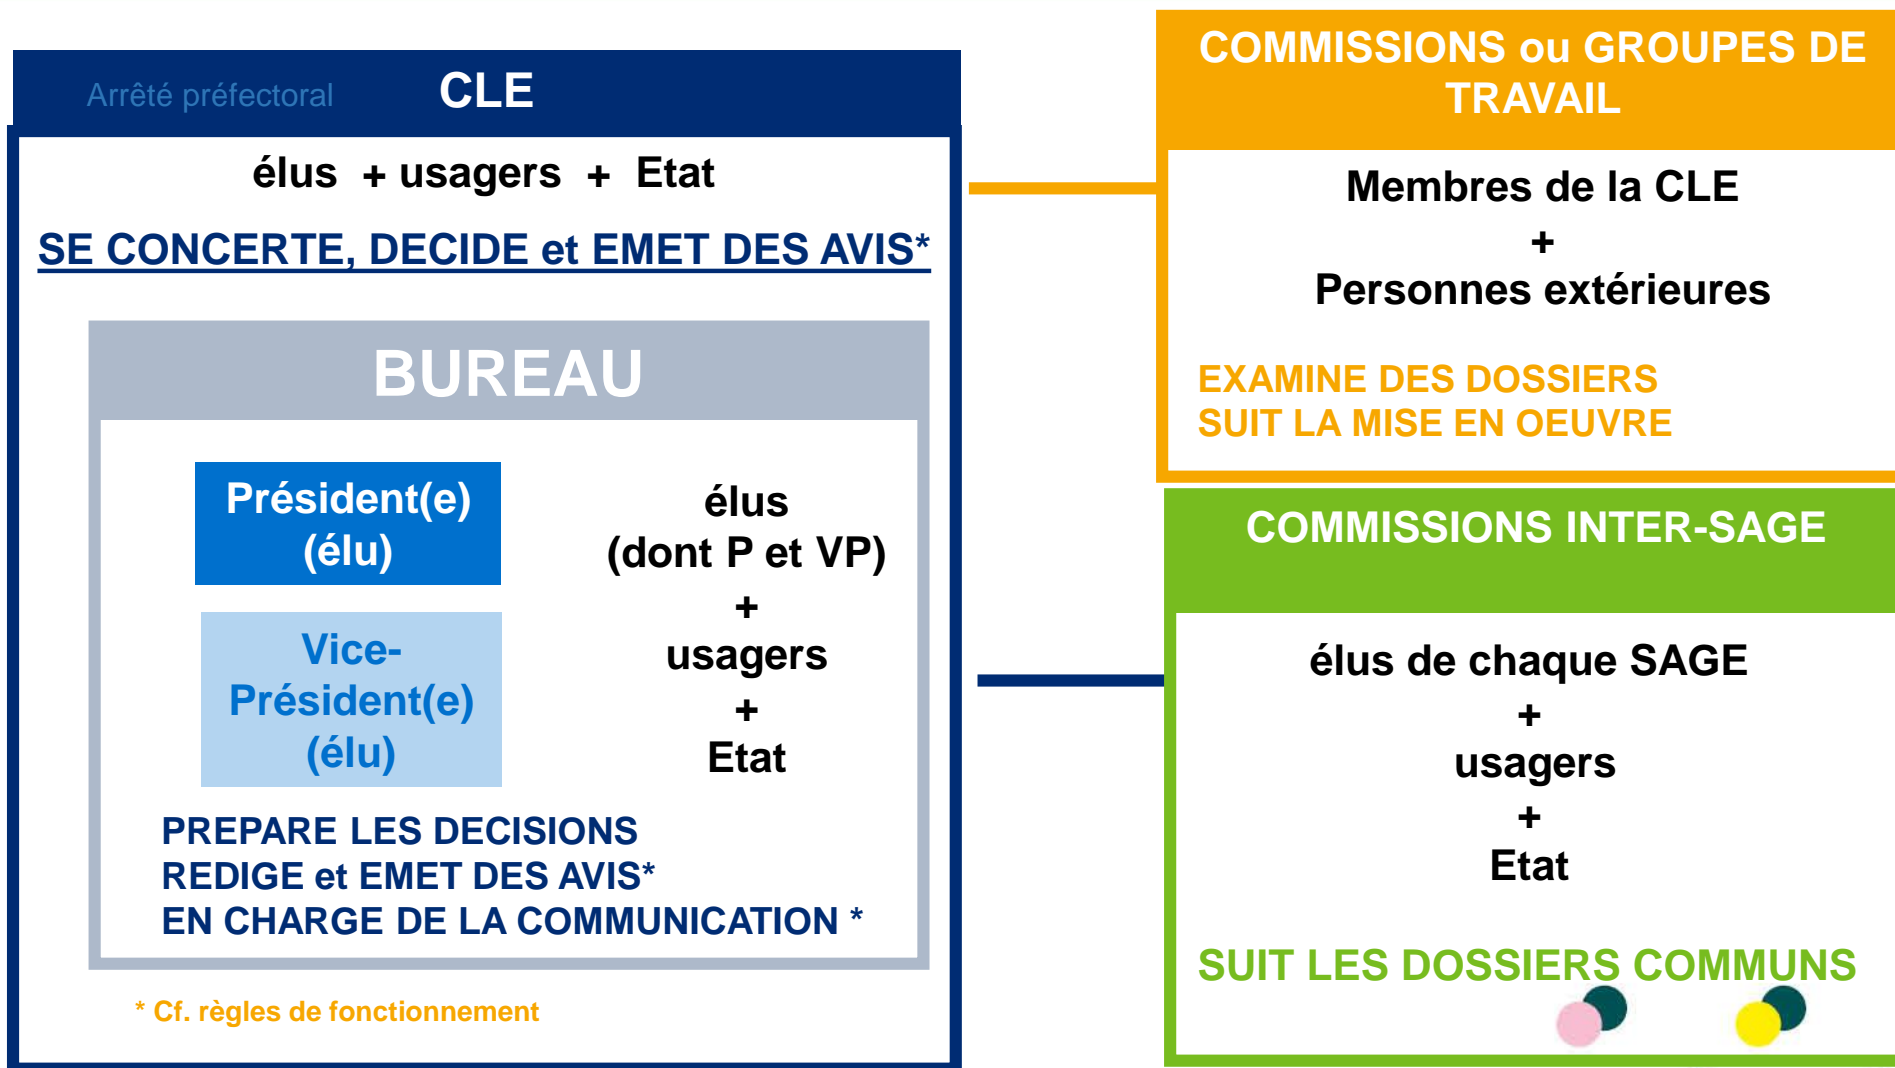 Arrêté préfectoral CLE
élus + usagers + Etat
SE CONCERTE, DECIDE et EMET DES AVIS*
BUREAU
Président(e)
(élu)
Vice-
Président(e)
(élu)
élus
(dont P et VP)
+
usagers
+
Etat
PREPARE LES DECISIONS
REDIGE et EMET DES AVIS*
EN CHARGE DE LA COMMUNICATION *
* Cf. règles de fonctionnement
COMMISSIONS ou GROUPES DE
TRAVAIL
Membres de la CLE
+
Personnes extérieures
EXAMINE DES DOSSIERS
SUIT LA MISE EN OEUVRE
COMMISSIONS INTER-SAGE
élus de chaque SAGE
+
usagers
+
Etat
SUIT LES DOSSIERS COMMUNS